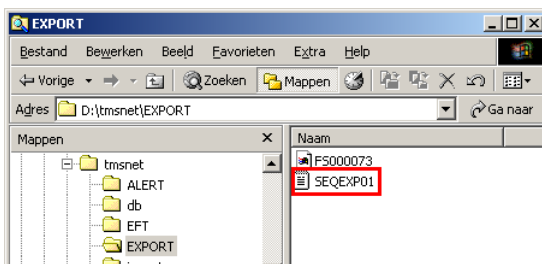 EXPORT
Bestand Bewerken Beeld Favorieten Extra Help
Vorige Zoeken Mappen
Adres D:\tmsnet\EXPORT Ga naar
Mappen Naam
tmsnet FS000073
ALERT SEQEXP01
db
EFT
EXPORT